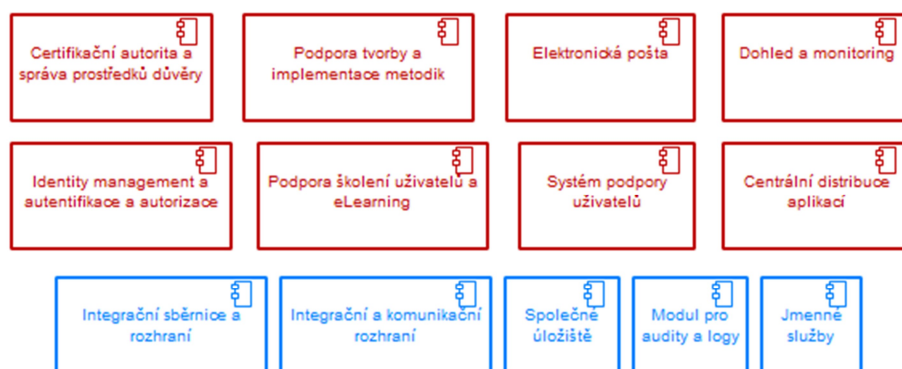 Certifikační autorita a
správa prostředků důvěry
Podpora tvorby a
implementace metodik
Elektronická pošta
Dohled a monitoring
Identity management a
autentifikace a autorizace
Podpora školení uživatelů a
eLearning
Systém podpory
uživatelů
Centrální distribuce
aplikací
Integrační sběrnice a
rozhraní
Integrační a komunikační
rozhraní
Společné
úložiště
Modul pro
audity a logy
Jmenné
služby